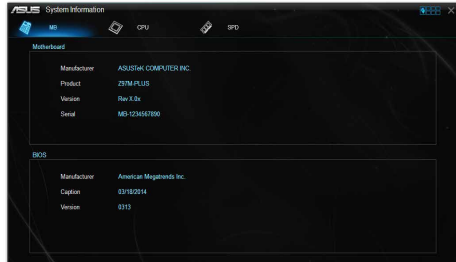 ASUS System Information
MB CPU SPD
Motherboard
Manufacturer ASUSTeK COMPUTER INC.
Product Z97M-PLUS
Version Rev X.0x
Serial MB-1234567890
BIOS
Manufacturer American Megatrends Inc.
Caption 03/18/2014
Version 0313